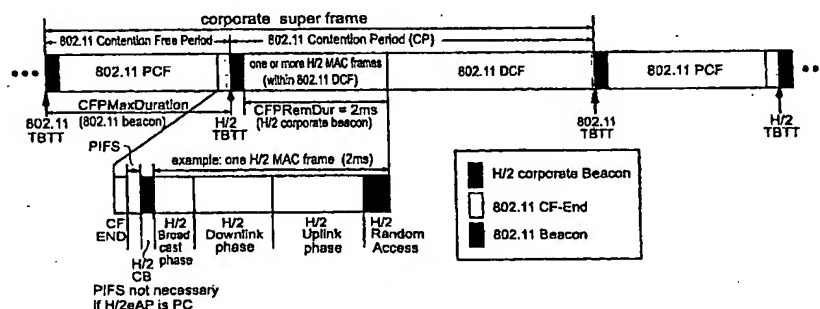 corporate super frame
802.11 Contention Free Period
802.11 Contention Period (CP)
802.11 PCF
one or more H/2 MAC frames
(within 802.11 DCF)
802.11 DCF
802.11 PCF
CFPMaxDuration
(802.11 beacon)
CFPRemDur = 2ms
(H/2 corporate beacon)
802.11
TBTT
H/2
TBTT
802.11
TBTT
H/2
TBTT
PIFS
example: one H/2 MAC frame (2ms)
CF
END
H/2
CB
H/2
Broad
cast
phase
H/2
Downlink
phase
H/2
Uplink
phase
H/2
Random
Access
PIFS not necessary
If H/2eAP is PC
H/2 corporate Beacon
802.11 CF-End
802.11 Beacon